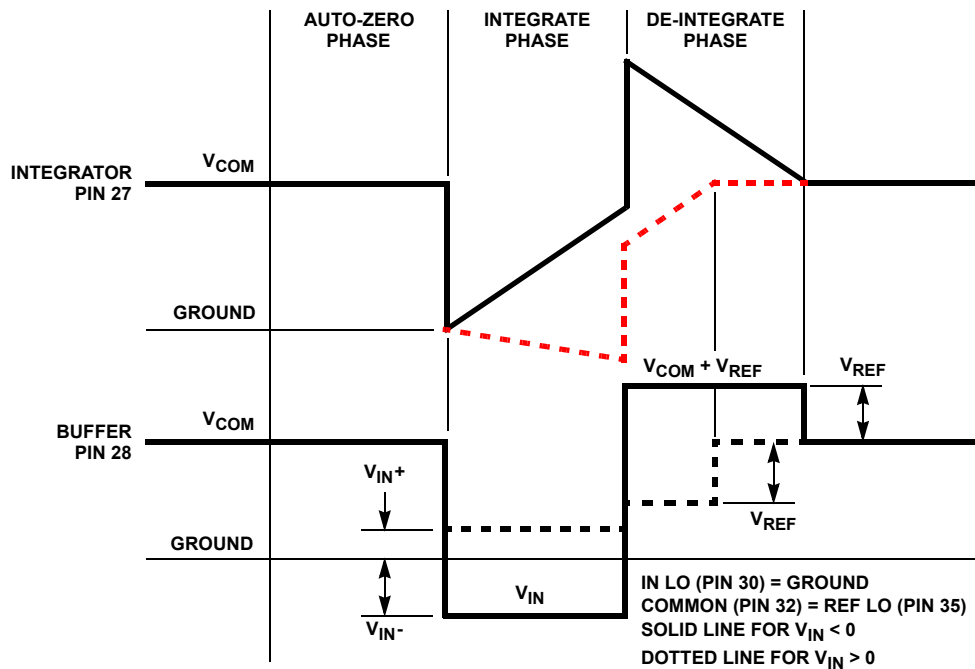 AUTO-ZERO
PHASE
INTEGRATE
PHASE
DE-INTEGRATE
PHASE
INTEGRATOR
PIN 27
VCOM
GROUND
VCOM + VREF
VREF
BUFFER
PIN 28
VCOM
VIN+
VREF
GROUND
VIN
VIN-
IN LO (PIN 30) = GROUND
COMMON (PIN 32) = REF LO (PIN 35)
SOLID LINE FOR VIN < 0
DOTTED LINE FOR VIN > 0